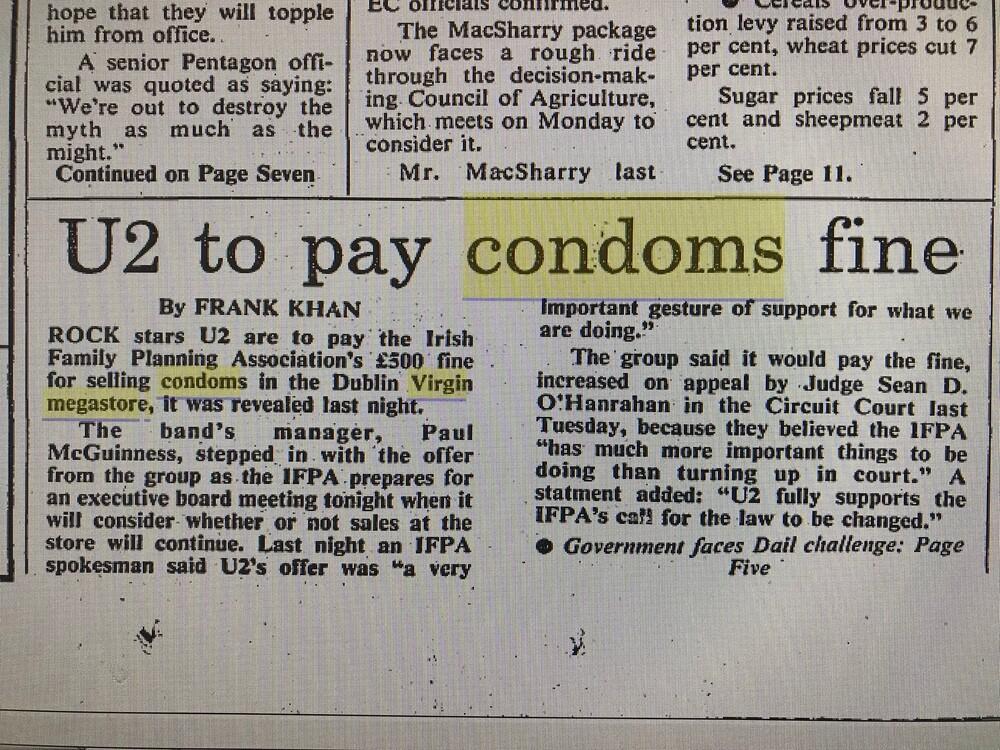 hope that they will topple
him from office.
A senior Pentagon offi-
cial was quoted as saying:
"We're out to destroy the
myth as much as the
might."
Continued on Page Seven
EC officials confirmed.
The MacSharry package
now faces a rough ride
through the decision-mak-
ing Council of Agriculture,
which meets on Monday to
consider it.
Mr. MacSharry last
● Cereals over-produc-
tion levy raised from 3 to 6
per cent, wheat prices cut 7
per cent.
Sugar prices fall 5 per
cent and sheepmeat 2 per
cent.
See Page 11.
U2 to pay condoms fine
By FRANK KHAN
ROCK stars U2 are to pay the Irish
Family Planning Association's £500 fine
for selling condoms in the Dublin Virgin
megastore, it was revealed last night.
The band's manager, Paul
McGuinness, stepped in with the offer
from the group as the IFPA prepares for
an executive board meeting tonight when it
will consider whether or not sales at the
store will continue. Last night an IFPA
spokesman said U2's offer was "a very
important gesture of support for what we
are doing."
The group said it would pay the fine,
increased on appeal by Judge Sean D.
O'Hanrahan in the Circuit Court last
Tuesday, because they believed the IFPA
"has much more important things to be
doing than turning up in court." A
statment added: "U2 fully supports the
IFPA's call for the law to be changed."
● Government faces Dail challenge: Page
Five